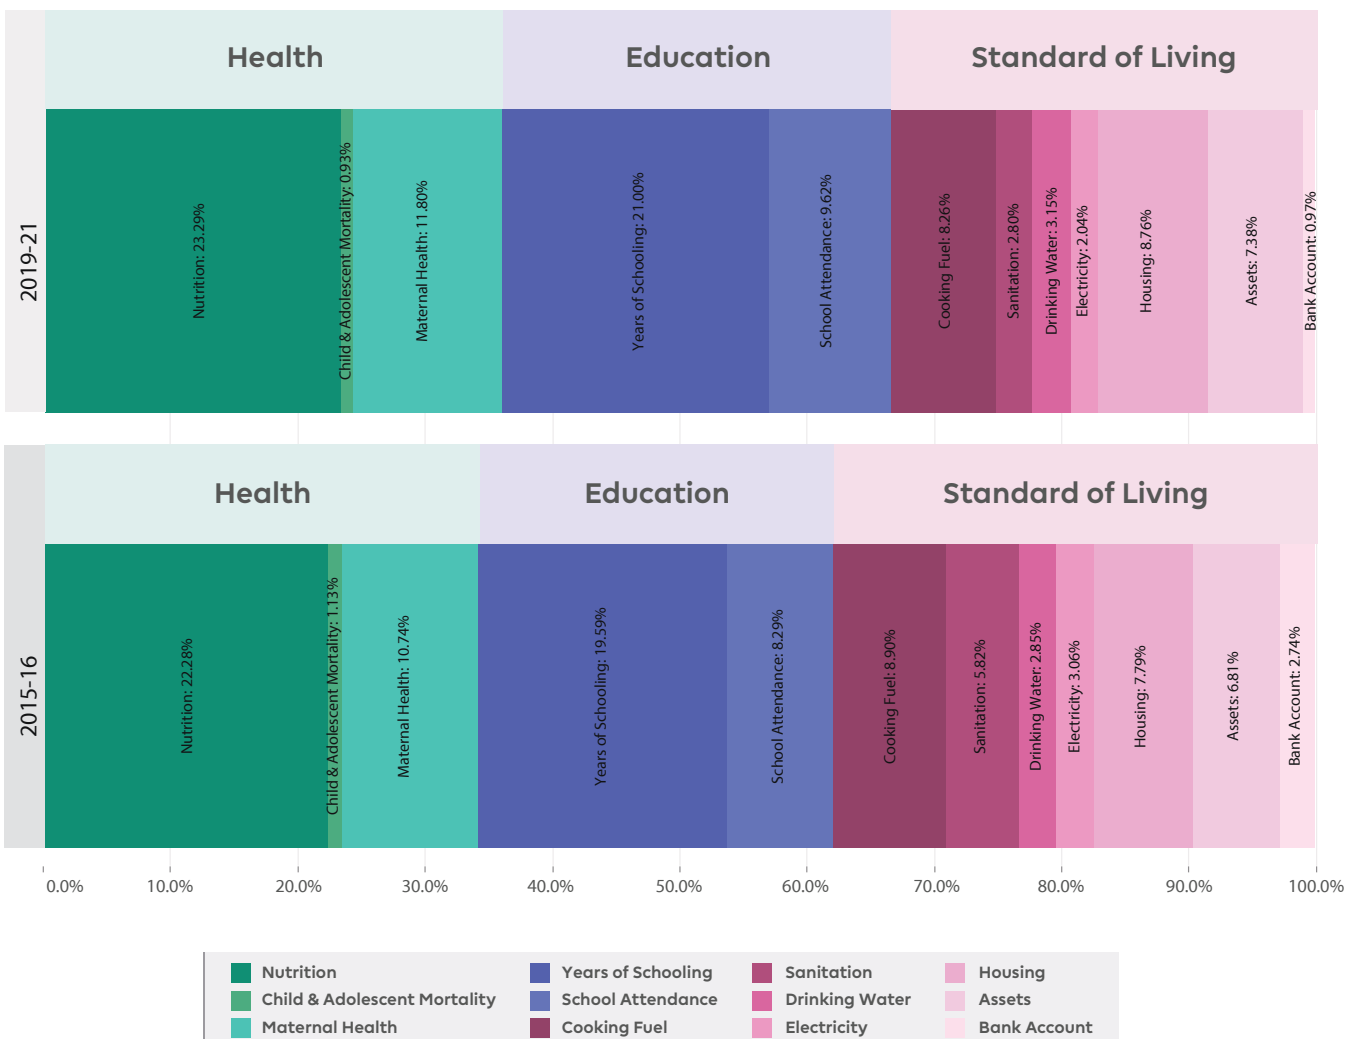 Health
Education
Standard of Living
2019-21
Nutrition: 23.29%
Child & Adolescent Mortality: 0.93%
Maternal Health: 11.80%
Years of Schooling: 21.00%
School Attendance: 9.62%
Cooking Fuel: 8.26%
Sanitation: 2.80%
Drinking Water: 3.15%
Electricity: 2.04%
Housing: 8.76%
Assets: 7.38%
Bank Account: 0.97%
Health
Education
Standard of Living
2015-16
Nutrition: 22.28%
Child & Adolescent Mortality: 1.13%
Maternal Health: 10.74%
Years of Schooling: 19.59%
School Attendance: 8.29%
Cooking Fuel: 8.90%
Sanitation: 5.82%
Drinking Water: 2.85%
Electricity: 3.06%
Housing: 7.79%
Assets: 6.81%
Bank Account: 2.74%
0.0% 10.0% 20.0% 30.0% 40.0% 50.0% 60.0% 70.0% 80.0% 90.0% 100.0%
Nutrition
Child & Adolescent Mortality
Maternal Health
Years of Schooling
School Attendance
Cooking Fuel
Sanitation
Drinking Water
Electricity
Housing
Assets
Bank Account